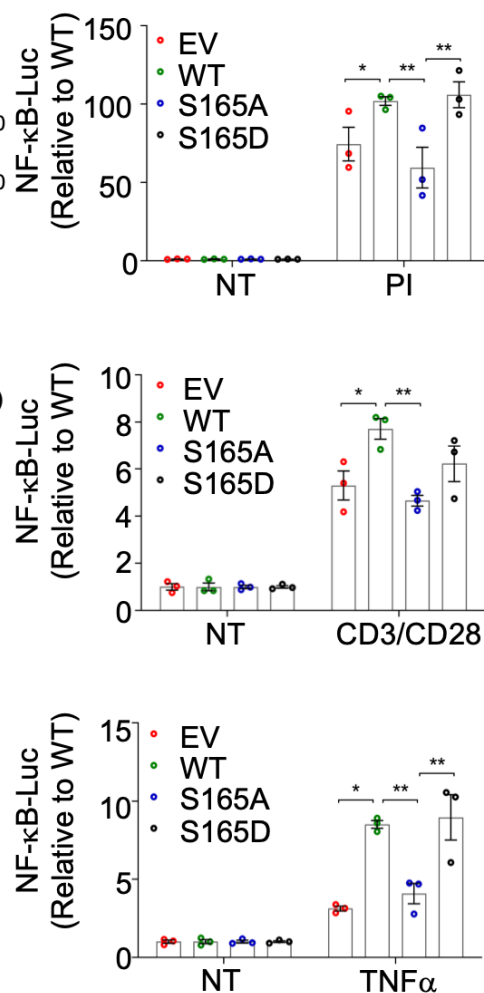 NF-κB-Luc
(Relative to WT)
150
100
50
0
EV
WT
S165A
S165D
*
**
**
NT
PI
NF-κB-Luc
(Relative to WT)
10
8
6
4
2
0
EV
WT
S165A
S165D
*
**
NT
CD3/CD28
NF-κB-Luc
(Relative to WT)
15
10
5
0
EV
WT
S165A
S165D
*
**
**
NT
TNFα